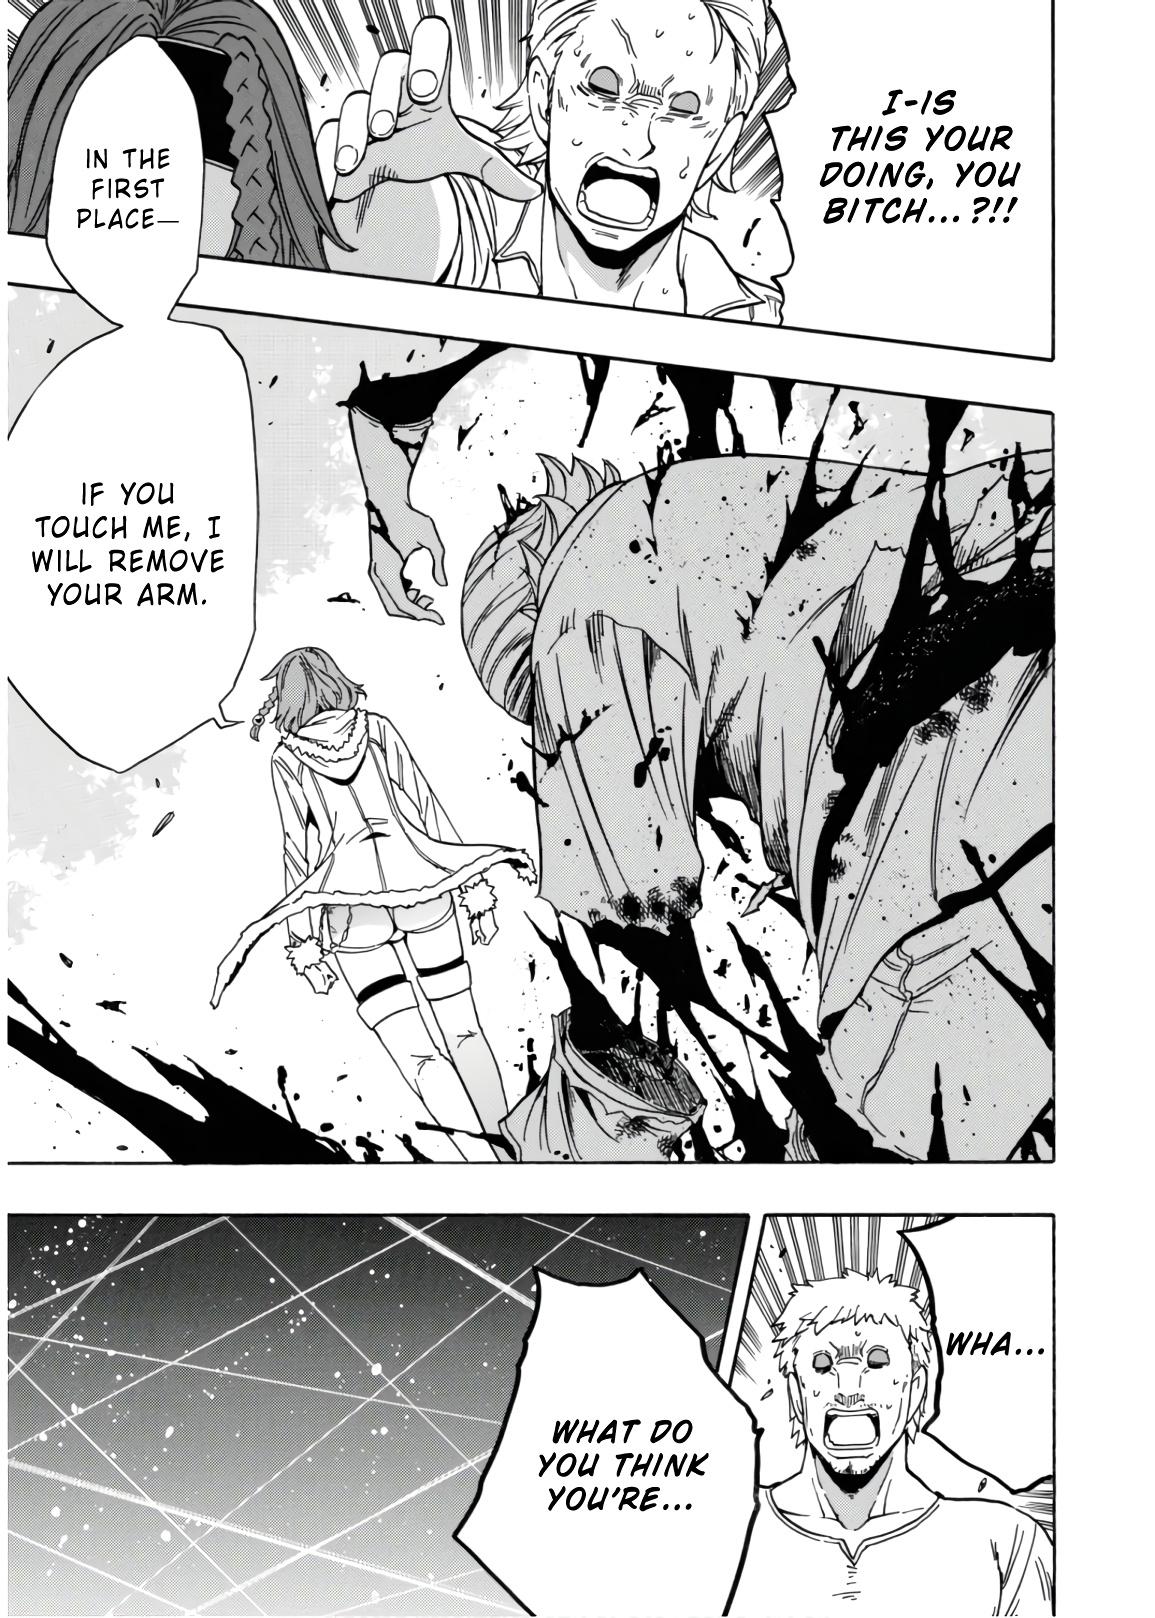 I-IS
THIS YOUR
DOING, YOU
BITCH...?!!
IN THE
FIRST
PLACE—
IF YOU
TOUCH ME, I
WILL REMOVE
YOUR ARM.
WHA...
WHAT DO
YOU THINK
YOU'RE...